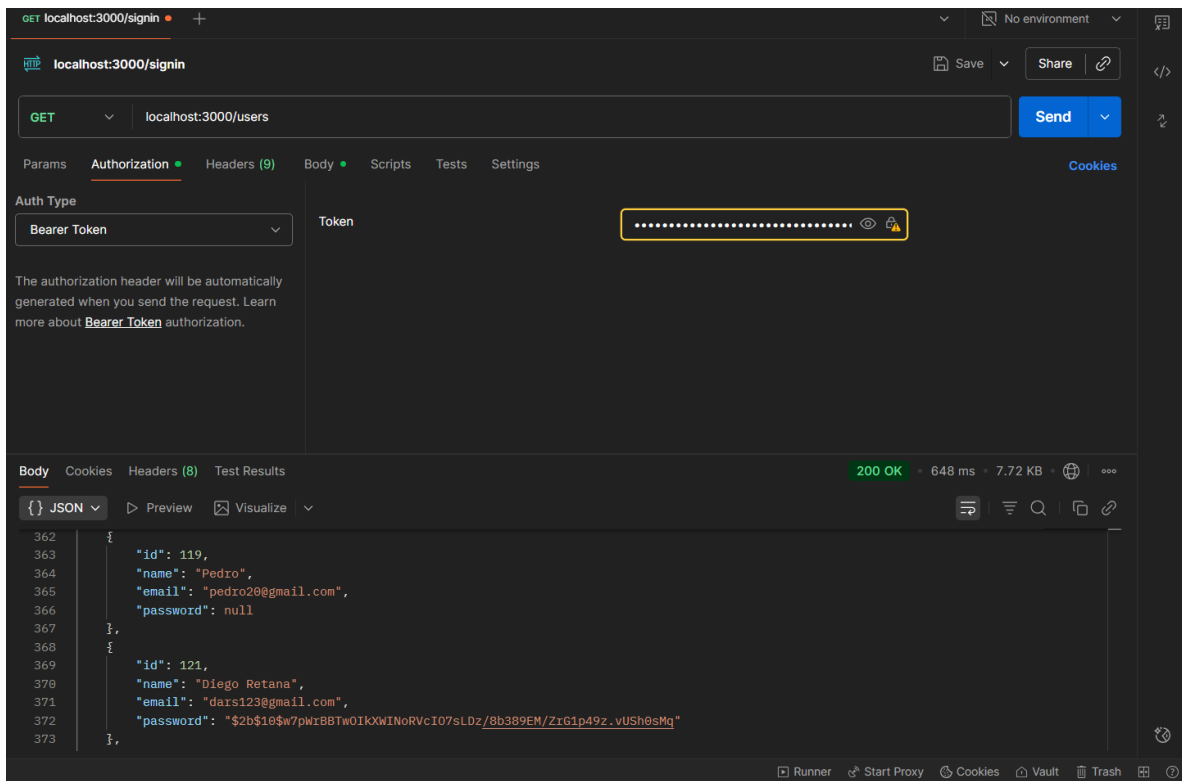 GET localhost:3000/signin
No environment
HTTP localhost:3000/signin
Save
Share
GET
localhost:3000/users
Send
Params Authorization Headers (9) Body Scripts Tests Settings
Cookies
Auth Type
Bearer Token
Token
The authorization header will be automatically
generated when you send the request. Learn
more about Bearer Token authorization.
Body Cookies Headers (8) Test Results
200 OK • 648 ms • 7.72 KB
{} JSON Preview Visualize
362 {
363 "id": 119,
364 "name": "Pedro",
365 "email": "pedro20@gmail.com",
366 "password": null
367 },
368 {
369 "id": 121,
370 "name": "Diego Retana",
371 "email": "dars123@gmail.com",
372 "password": "$2b$10$w7pWrBBTwOIkXWINoRVcIO7sLDz/8b389EM/ZrG1p49z.vUSh0sMq"
373 },
Runner Start Proxy Cookies Vault Trash